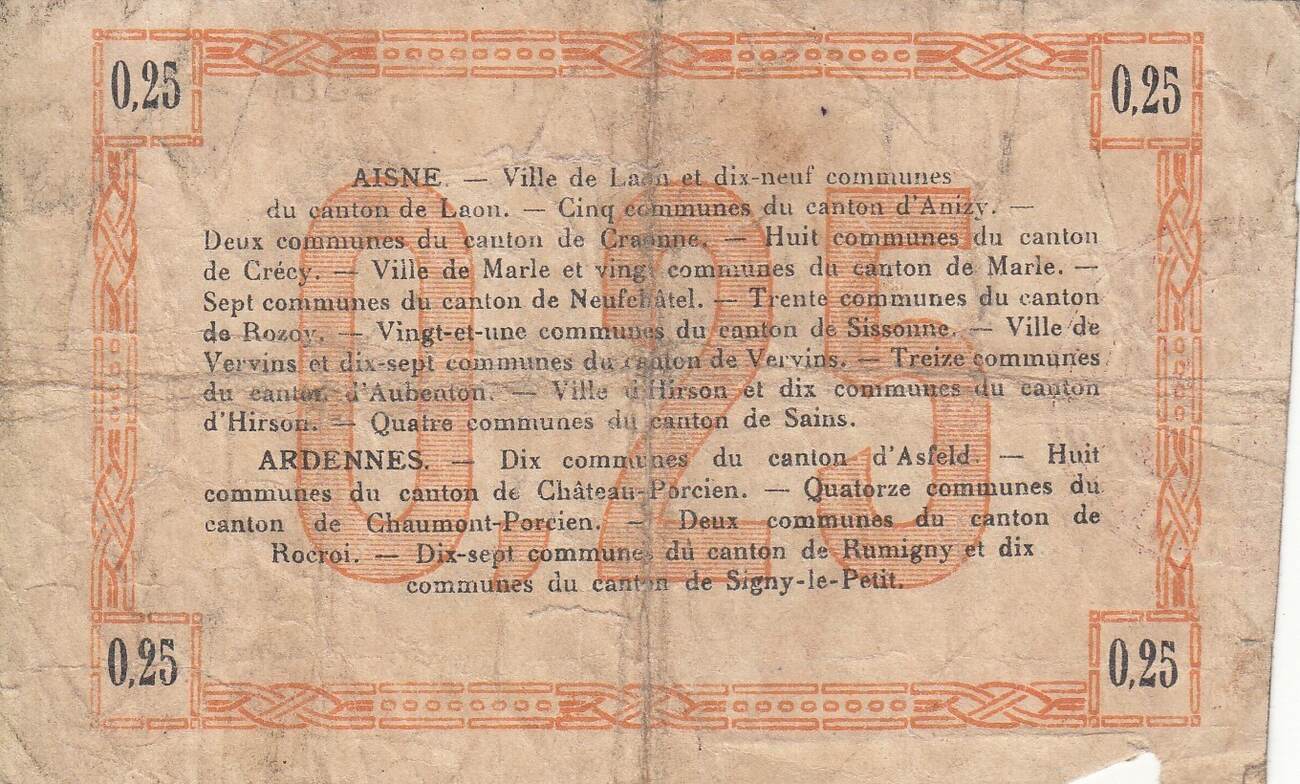 0,25 0,25
AISNE. — Ville de Laon et dix-neuf communes
du canton de Laon. — Cinq communes du canton d'Anizy. —
Deux communes du canton de Craonne. — Huit communes du canton
de Crécy. — Ville de Marle et vingt communes du canton de Marle. —
Sept communes du canton de Neufchâtel. — Trente communes du canton
de Rozoy. — Vingt-et-une communes du canton de Sissonne. — Ville de
Vervins et dix-sept communes du canton de Vervins. — Treize communes
du canton d'Aubenton. — Ville d'Hirson et dix communes du canton
d'Hirson. — Quatre communes du canton de Sains.
0,25
ARDENNES. — Dix communes du canton d'Asfeld. — Huit
communes du canton de Château-Porcien. — Quatorze communes du
canton de Chaumont-Porcien. — Deux communes du canton de
Rocroi. — Dix-sept communes du canton de Rumigny et dix
communes du canton de Signy-le-Petit.
0,25 0,25